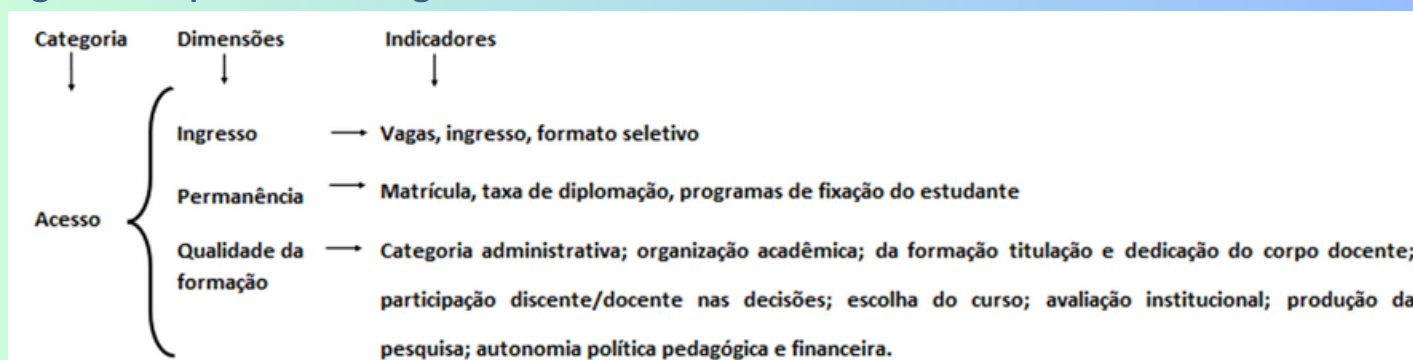 Categoria Dimensões Indicadores
Ingresso Vagas, ingresso, formato seletivo
Permanência Matrícula, taxa de diplomação, programas de fixação do estudante
Acesso
Qualidade da Categoria administrativa; organização acadêmica; da formação titulação e dedicação do corpo docente;
formação
participação discente/docente nas decisões; escolha do curso; avaliação institucional; produção da
pesquisa; autonomia política pedagógica e financeira.